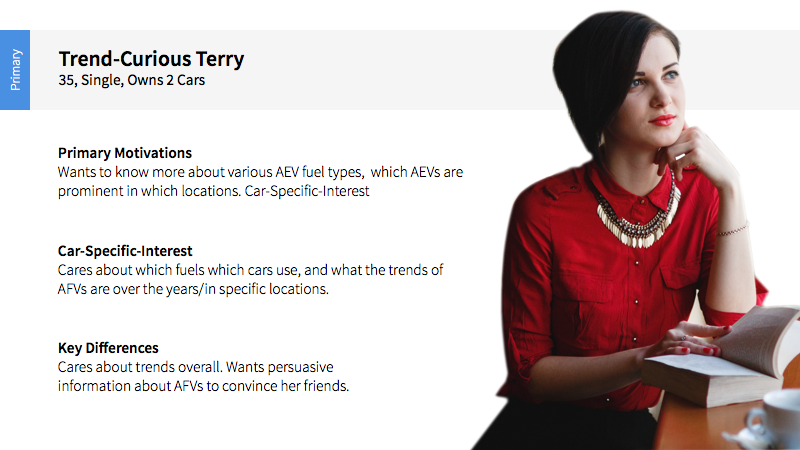 Primary
Trend-Curious Terry
35, Single, Owns 2 Cars
Primary Motivations
Wants to know more about various AEV fuel types,  which AEVs are
prominent in which locations. Car-Specific-Interest
Car-Specific-Interest
Cares about which fuels which cars use, and what the trends of
AFVs are over the years/in specific locations.
Key Differences
Cares about trends overall. Wants persuasive
information about AFVs to convince her friends.